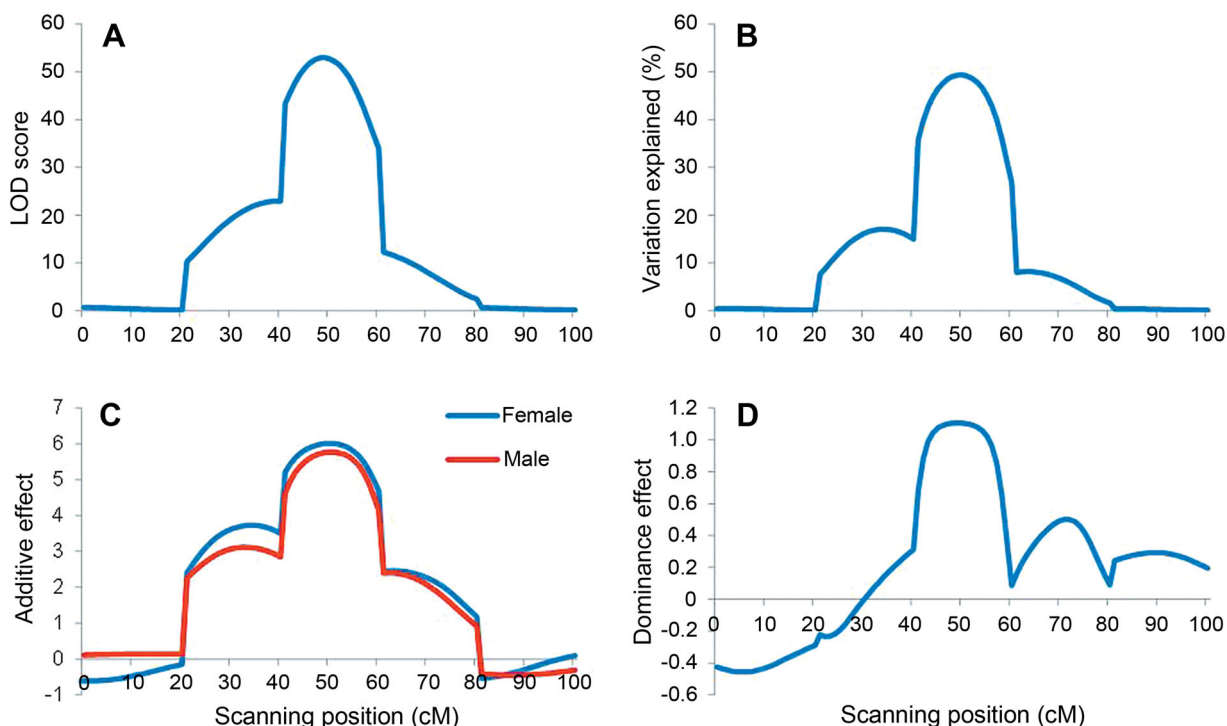 A
LOD score
60
50
40
30
20
10
0
0 10 20 30 40 50 60 70 80 90 100
B
Variation explained (%)
60
50
40
30
20
10
0
0 10 20 30 40 50 60 70 80 90 100
C
Female
Male
Additive effect
7
6
5
4
3
2
1
0
-1
0 10 20 30 40 50 60 70 80 90 100
Scanning position (cM)
D
Dominance effect
1.2
1.0
0.8
0.6
0.4
0.2
0
-0.2
-0.4
-0.6
0 10 20 30 40 50 60 70 80 90 100
Scanning position (cM)